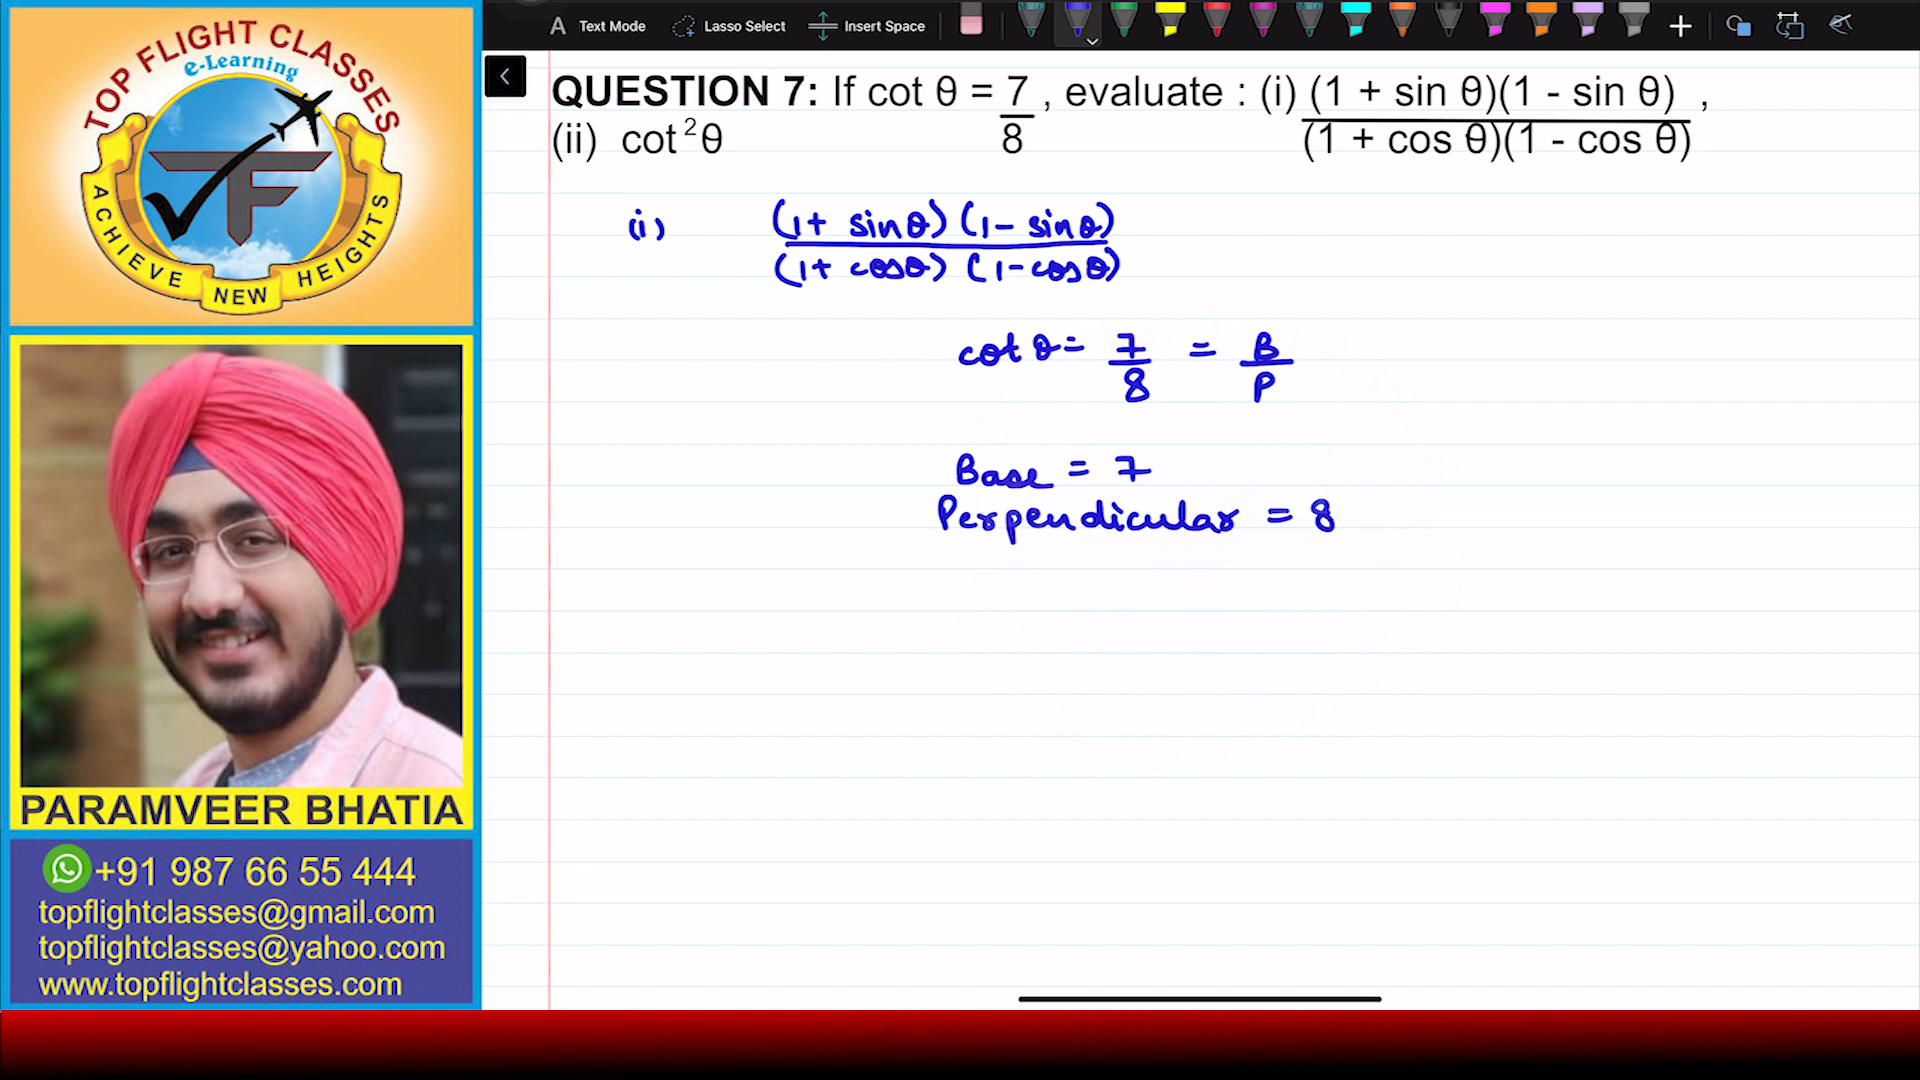 TOP FLIGHT CLASSES
e-Learning
TF
ACHIEVE NEW HEIGHTS
PARAMVEER BHATIA
+91 987 66 55 444
topflightclasses@gmail.com
topflightclasses@yahoo.com
www.topflightclasses.com
A Text Mode Lasso Select Insert Space
QUESTION 7: If cot θ = 7/8 , evaluate : (i) (1 + sin θ)(1 - sin θ)/(1 + cos θ)(1 - cos θ) ,
(ii) cot²θ
(i) (1+ sinθ) (1- sinθ)
(1+ cosθ) (1-cosθ)
cot θ = 7/8 = B/P
Base = 7
Perpendicular = 8